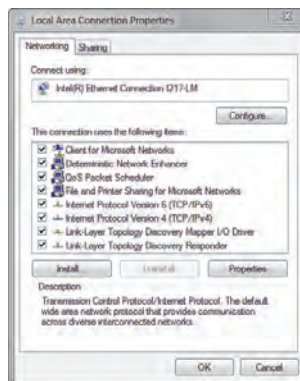 Local Area Connection Properties
Networking Sharing
Connect using:
Intel(R) Ethernet Connection I217-LM
Configure...
This connection uses the following items:
Client for Microsoft Networks
Deterministic Network Enhancer
QoS Packet Scheduler
File and Printer Sharing for Microsoft Networks
Internet Protocol Version 6 (TCP/IPv6)
Internet Protocol Version 4 (TCP/IPv4)
Link-Layer Topology Discovery Mapper I/O Driver
Link-Layer Topology Discovery Responder
Install... Uninstall Properties
Description
Transmission Control Protocol/Internet Protocol. The default
wide area network protocol that provides communication
across diverse interconnected networks.
OK Cancel